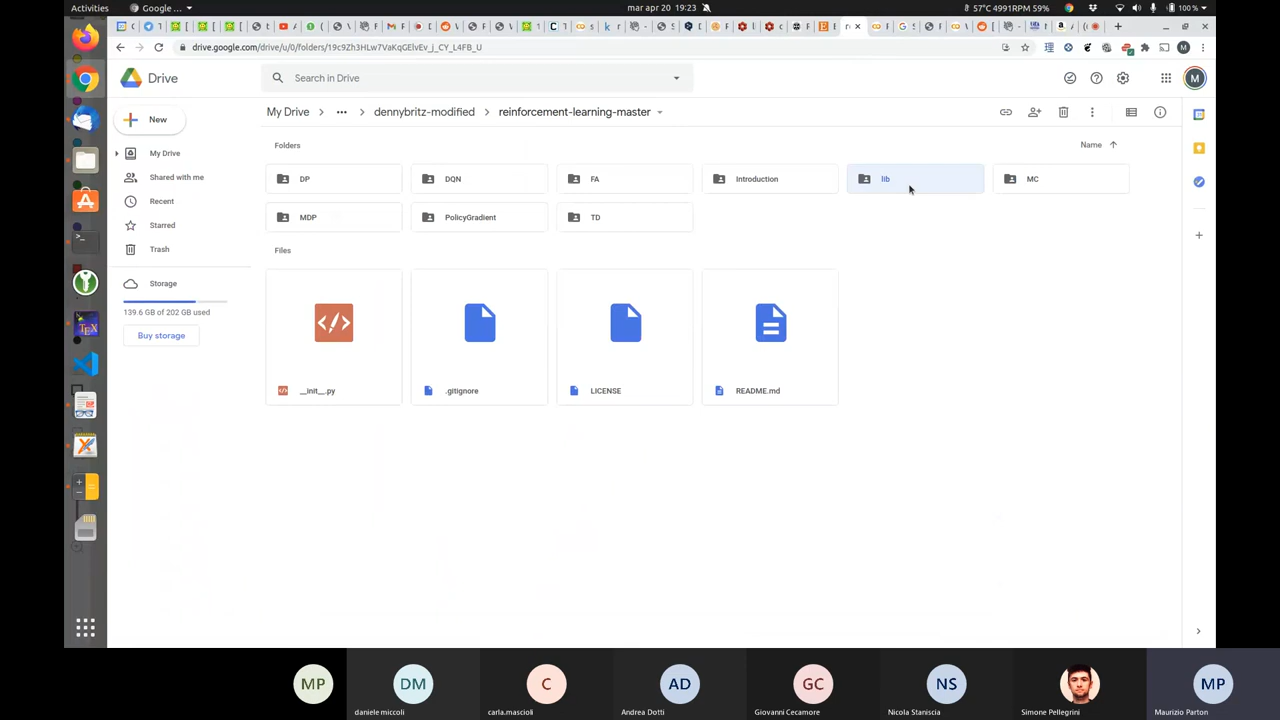 Activities
Google ...
mar apr 20 19:23
57°C 4991RPM 59%
100 %
drive.google.com/drive/u/0/folders/19c9Zh3HLw7VaKqGElvEv_j_CY_L4FB_U
Drive
Search in Drive
M
New
My Drive
...
dennybritz-modified
reinforcement-learning-master
My Drive
Shared with me
Recent
Starred
Trash
Storage
139.6 GB of 202 GB used
Buy storage
Folders
Name
DP
DQN
FA
Introduction
lib
MC
MDP
PolicyGradient
TD
Files
__init__.py
.gitignore
LICENSE
README.md
MP
DM
C
AD
GC
NS
MP
daniele miccoli
carla.mascioli
Andrea Dotti
Giovanni Cecamore
Nicola Staniscia
Simone Pellegrini
Maurizio Parton